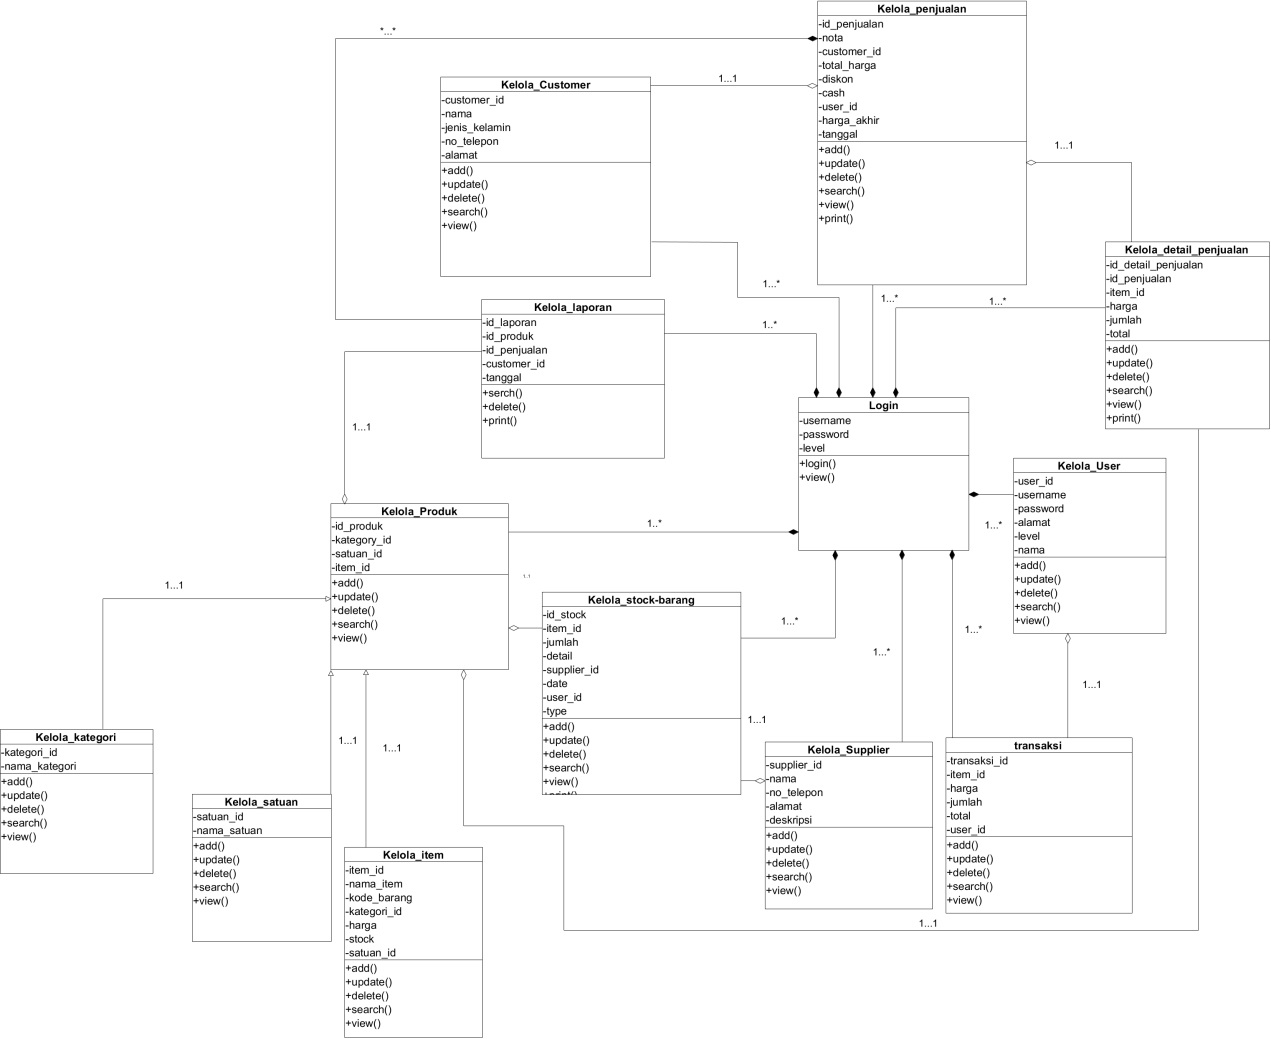 Kelola_penjualan
-id_penjualan
-nota
-customer_id
-total_harga
-diskon
-cash
-user_id
-harga_akhir
-tanggal
+add()
+update()
+delete()
+search()
+view()
+print()
*...*
1...1
Kelola_Customer
-customer_id
-nama
-jenis_kelamin
-no_telepon
-alamat
+add()
+update()
+delete()
+search()
+view()
1...1
Kelola_detail_penjualan
-id_detail_penjualan
-id_penjualan
-item_id
-harga
-jumlah
-total
+add()
+update()
+delete()
+search()
+view()
+print()
1...*
1...*
1...*
1..*
Kelola_laporan
-id_laporan
-id_produk
-id_penjualan
-customer_id
-tanggal
+serch()
+delete()
+print()
1...1
Login
-username
-password
-level
+login()
+view()
Kelola_User
-user_id
-username
-password
-alamat
-level
-nama
+add()
+update()
+delete()
+search()
+view()
1...*
Kelola_Produk
-id_produk
-kategory_id
-satuan_id
-item_id
+add()
+update()
+delete()
+search()
+view()
1..*
1..1
1...1
Kelola_stock-barang
-id_stock
-item_id
-jumlah
-detail
-supplier_id
-date
-user_id
-type
+add()
+update()
+delete()
+search()
+view()
+print()
1...*
1...*
1...*
1...1
1...1
Kelola_kategori
-kategori_id
-nama_kategori
+add()
+update()
+delete()
+search()
+view()
1...1
1...1
Kelola_satuan
-satuan_id
-nama_satuan
+add()
+update()
+delete()
+search()
+view()
Kelola_item
-item_id
-nama_item
-kode_barang
-kategori_id
-harga
-stock
-satuan_id
+add()
+update()
+delete()
+search()
+view()
Kelola_Supplier
-supplier_id
-nama
-no_telepon
-alamat
-deskripsi
+add()
+update()
+delete()
+search()
+view()
transaksi
-transaksi_id
-item_id
-harga
-jumlah
-total
-user_id
+add()
+update()
+delete()
+search()
+view()
1...1